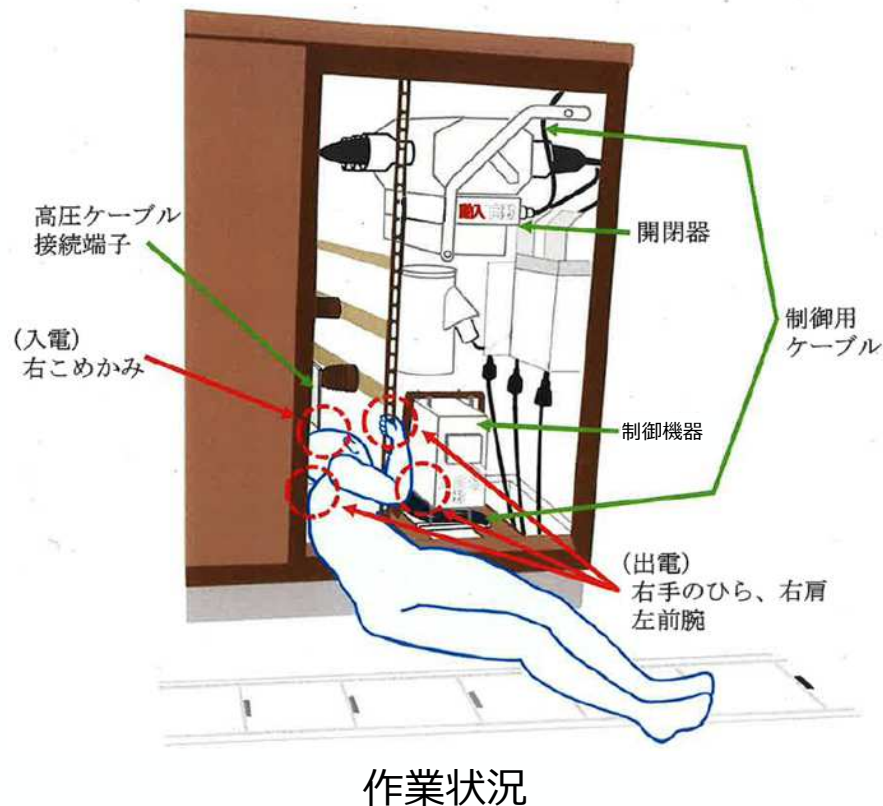 高圧ケーブル
接続端子
(入電)
右こめかみ
開閉器
制御用
ケーブル
制御機器
(出電)
右手のひら、右肩
左前腕
作業状況